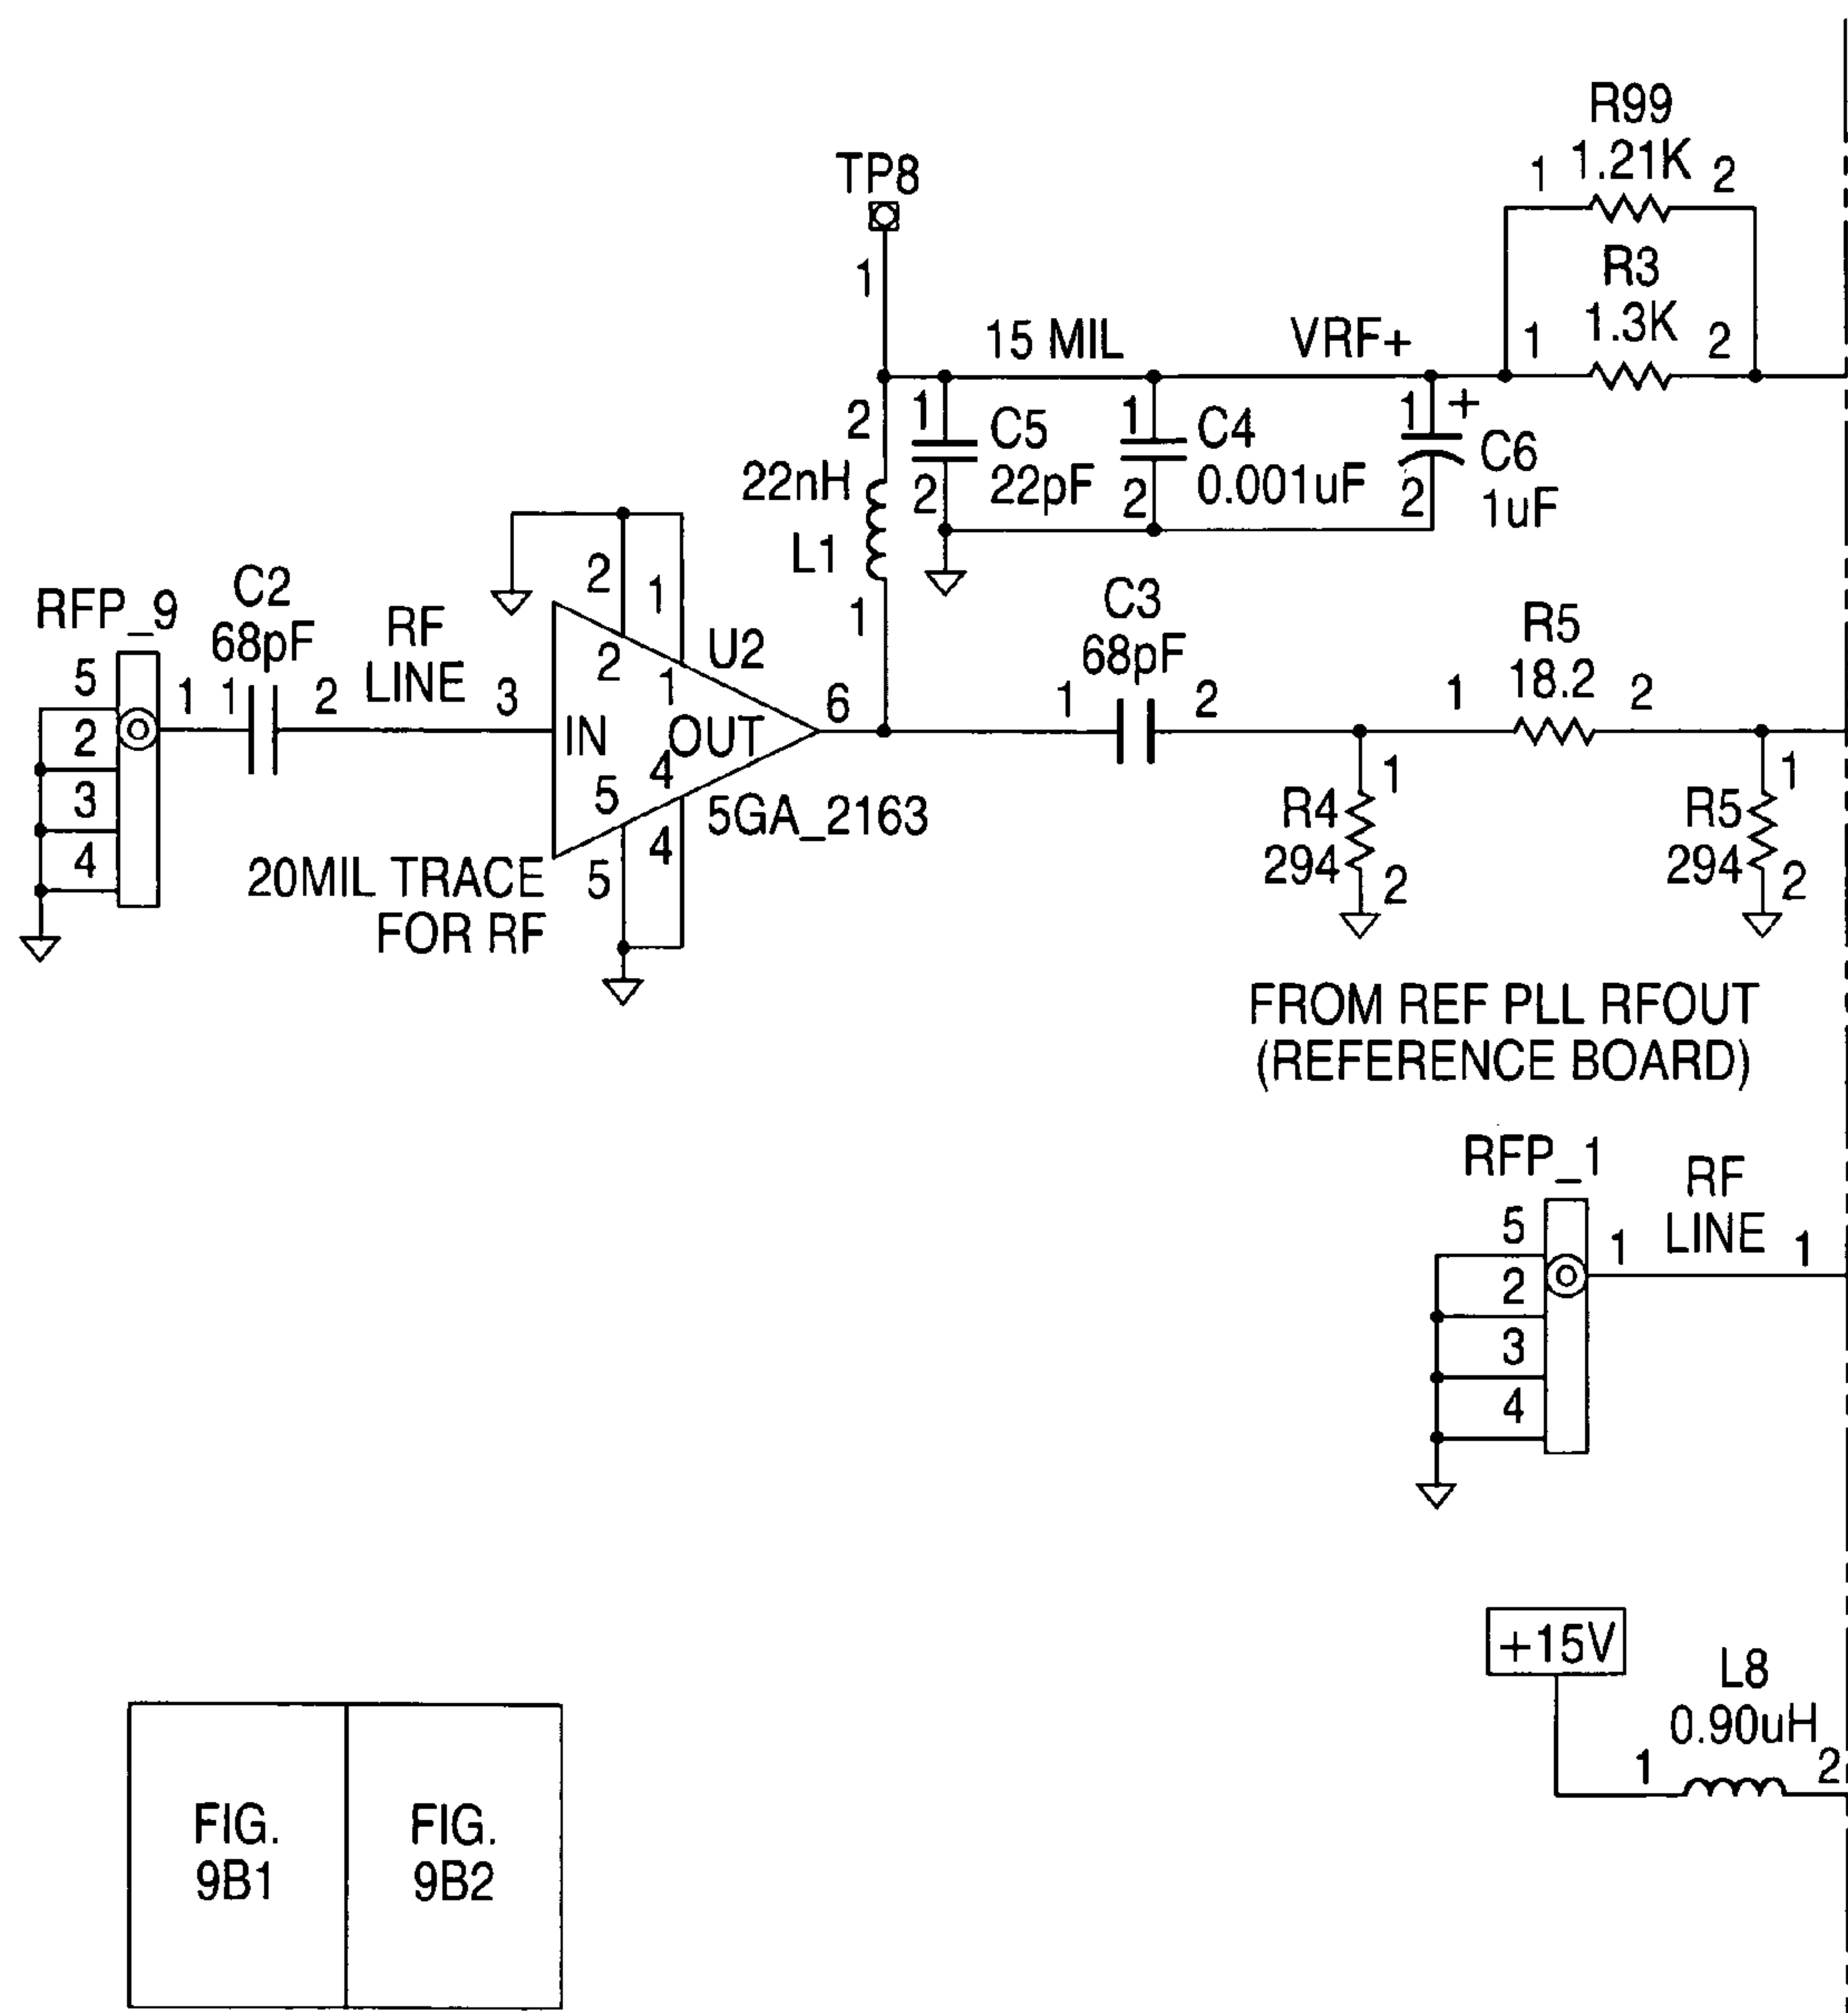 R99
1.21K
1 2
TP8
1
R3
1.3K
1 2
15 MIL
VRF+
2
22nH
L1
1
1
C5
22pF
2
1
C4
0.001uF
2
1 +
C6
1uF
2
RFP_9
5
2
3
4
1
C2
68pF
1 2
RF
LINE
3
2
1
U2
2
1
IN
OUT
5
4
6
5GA_2163
5
4
20MIL TRACE
FOR RF
C3
68pF
1 2
R5
18.2
1 2
1
R4
294
2
1
R5
294
2
FROM REF PLL RFOUT
(REFERENCE BOARD)
RFP_1
5
2
3
4
1
RF
LINE
1
+15V
L8
0.90uH
1 2
FIG.
9B1
FIG.
9B2